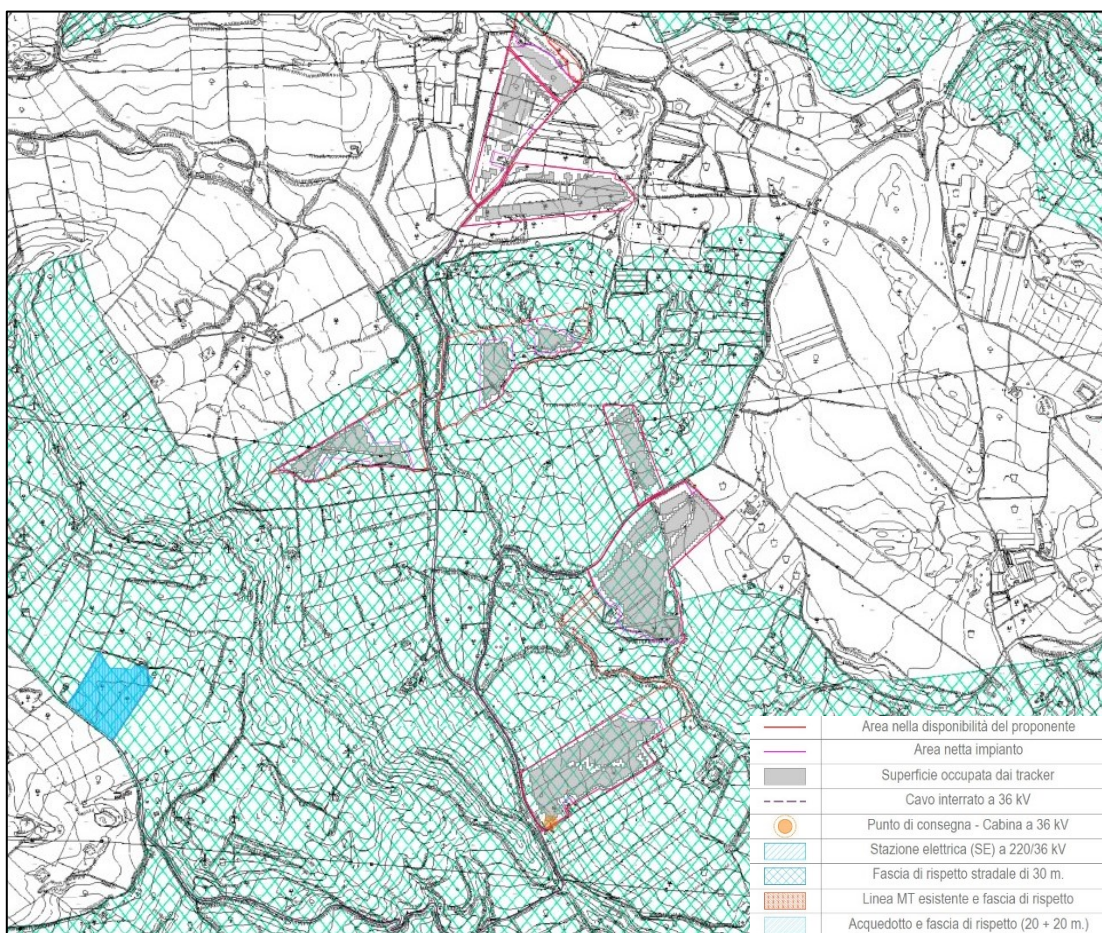 Area nella disponibilità del proponente
Area netta impianto
Superficie occupata dai tracker
Cavo interrato a 36 kV
Punto di consegna - Cabina a 36 kV
Stazione elettrica (SE) a 220/36 kV
Fascia di rispetto stradale di 30 m.
Linea MT esistente e fascia di rispetto
Acquedotto e fascia di rispetto (20 + 20 m.)